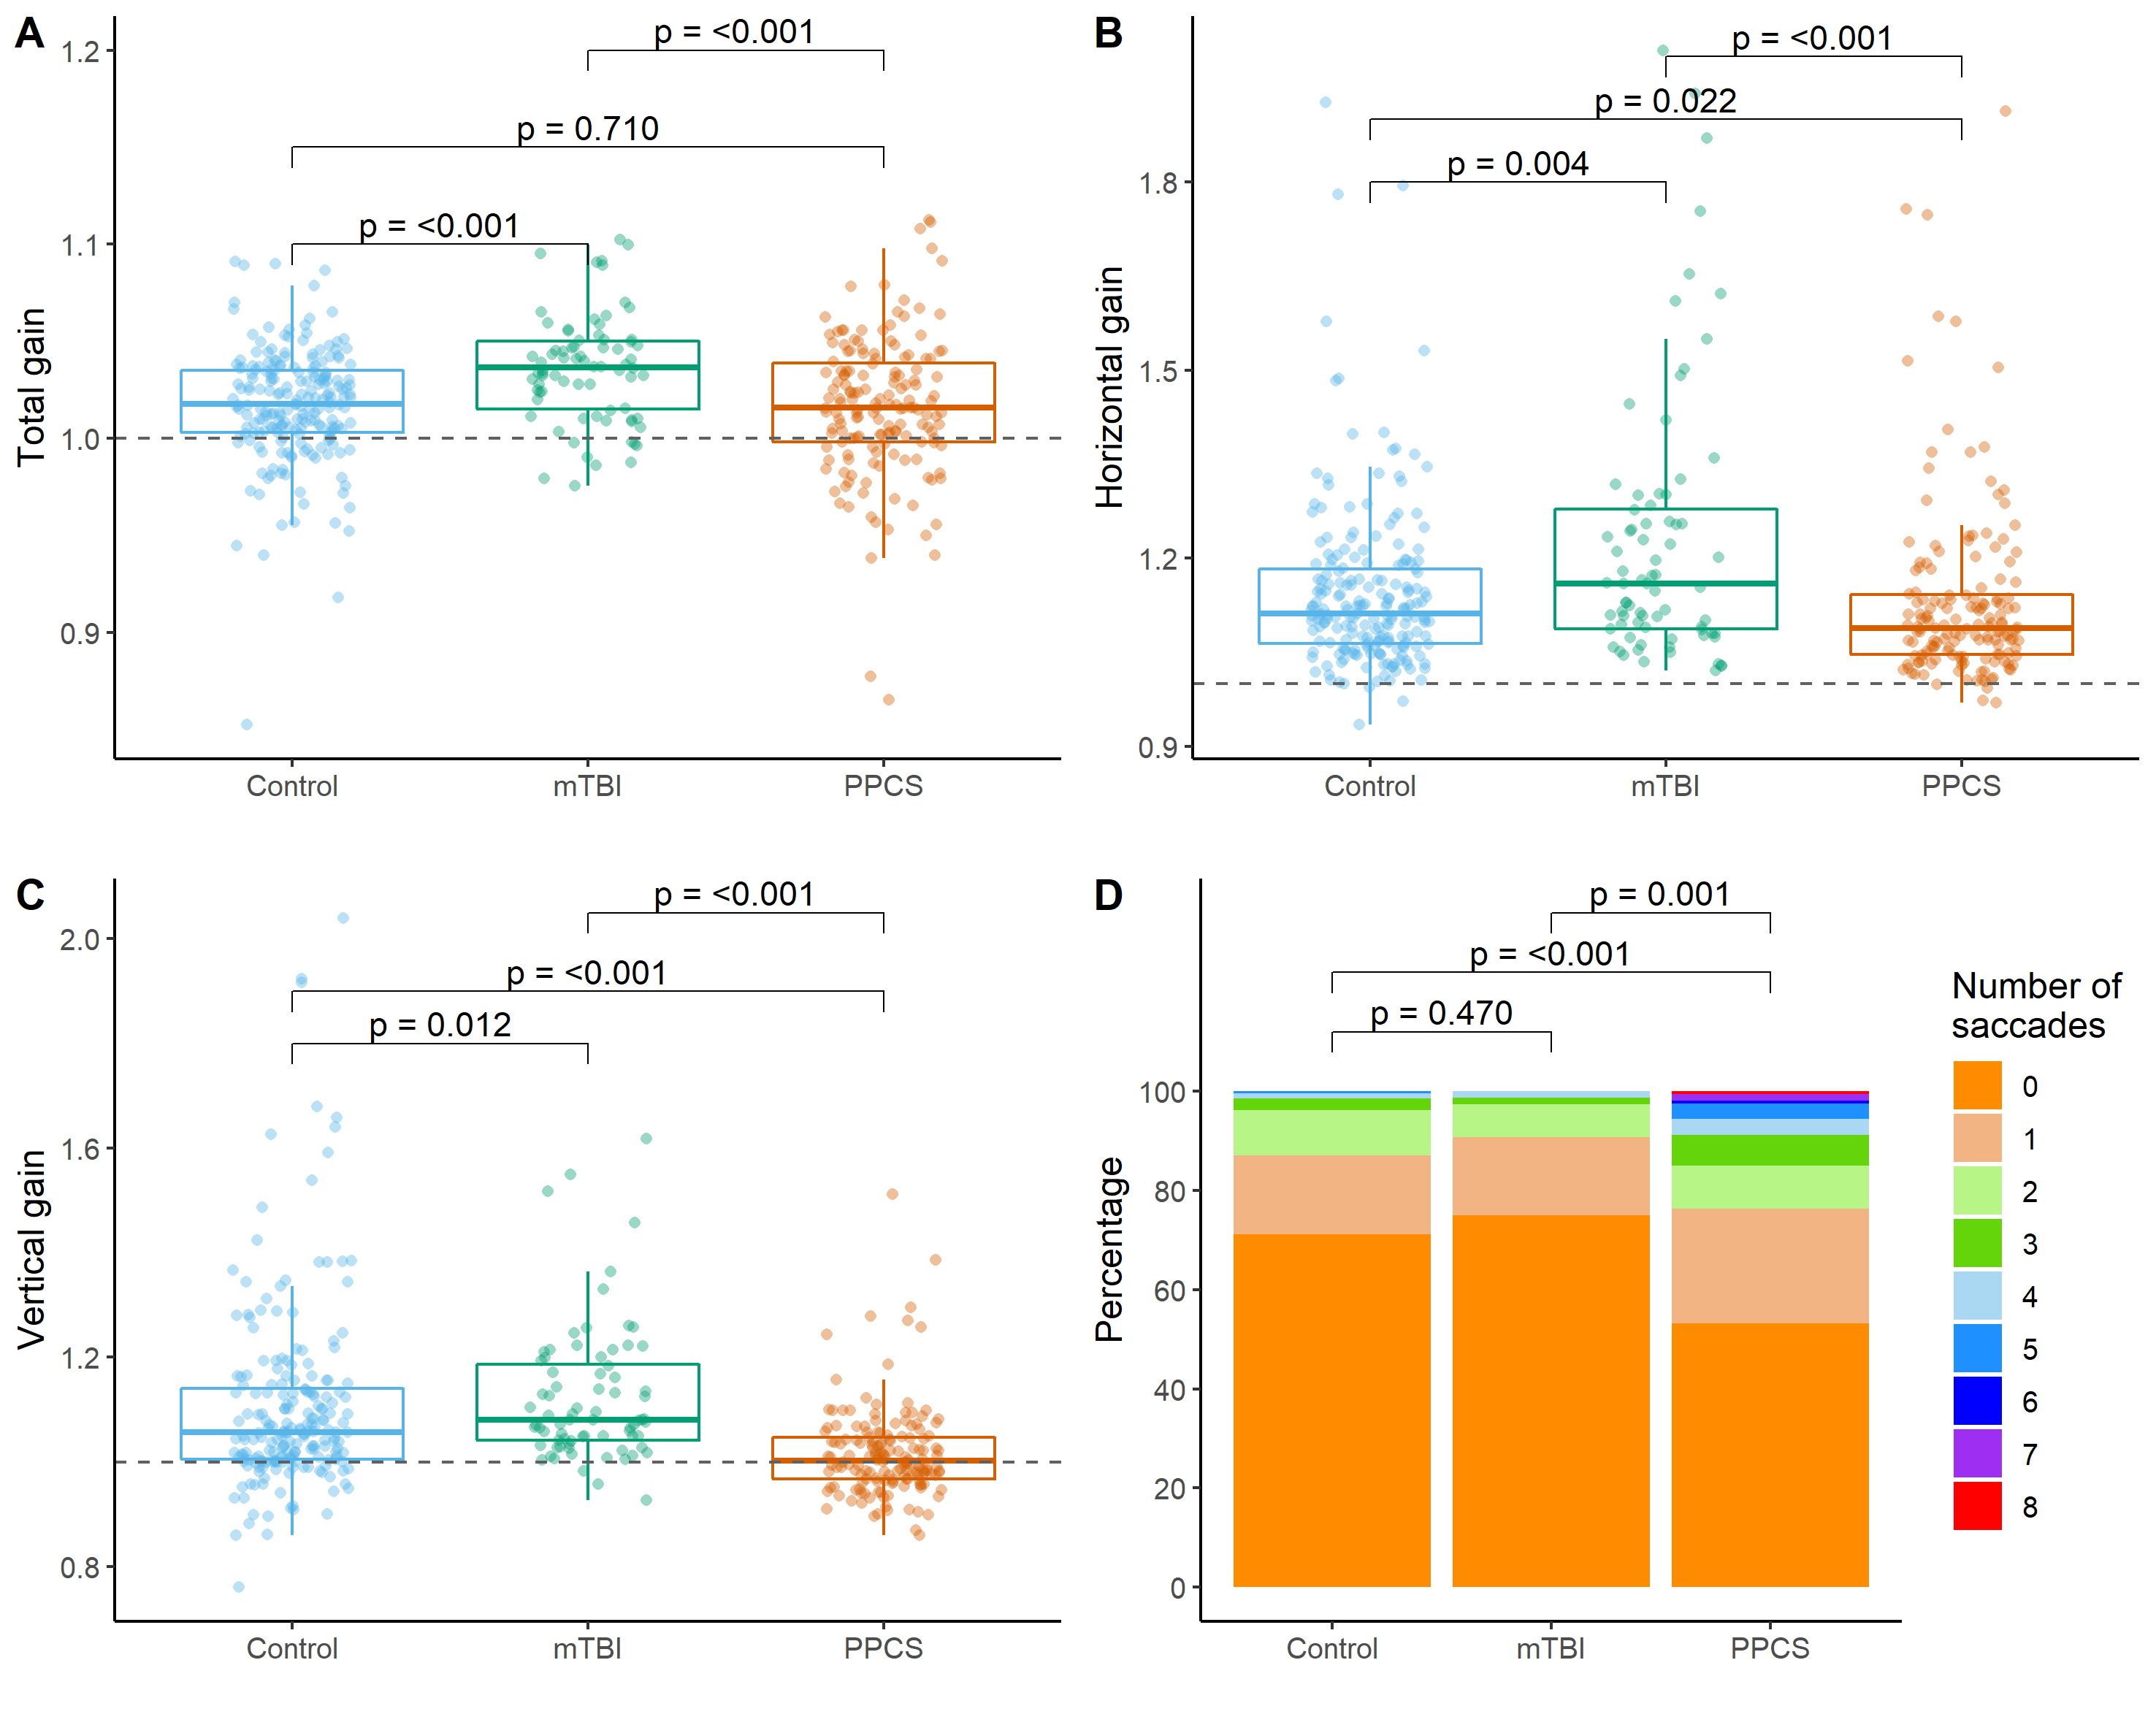 A
Total gain
1.2
1.1
1.0
0.9
p = <0.001
p = 0.710
p = <0.001
Control
mTBI
PPCS
B
Horizontal gain
1.8
1.5
1.2
0.9
p = <0.001
p = 0.022
p = 0.004
Control
mTBI
PPCS
C
Vertical gain
2.0
1.6
1.2
0.8
p = <0.001
p = <0.001
p = 0.012
Control
mTBI
PPCS
D
Percentage
100
80
60
40
20
0
p = 0.001
p = <0.001
p = 0.470
Control
mTBI
PPCS
Number of
saccades
0
1
2
3
4
5
6
7
8